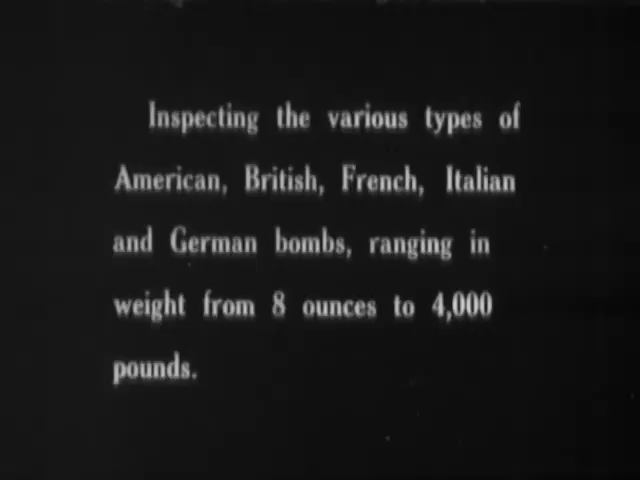 Inspecting the various types of
American, British, French, Italian
and German bombs, ranging in
weight from 8 ounces to 4,000
pounds.